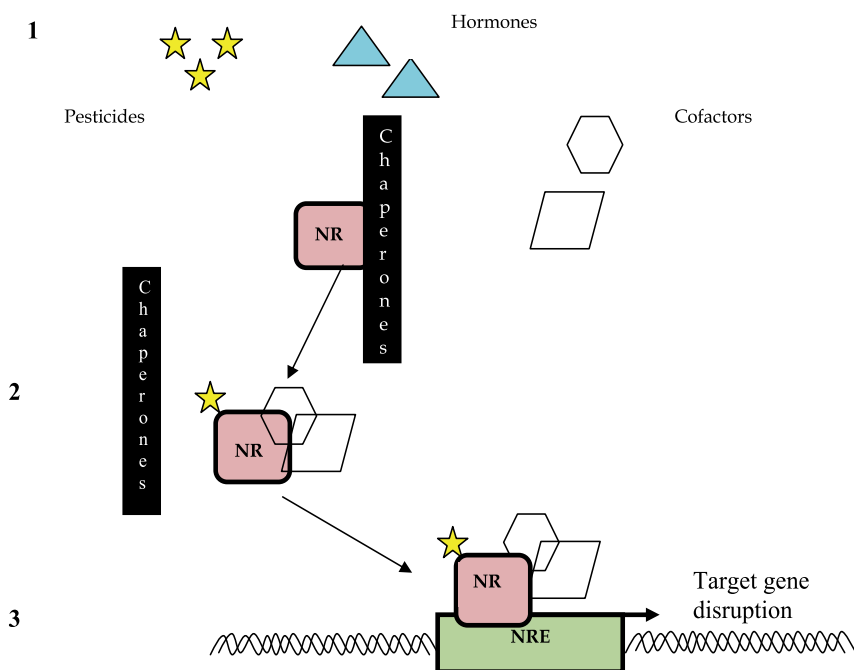 1
Hormones
Pesticides
Cofactors
Chaperones
NR
Chaperones
2
NR
NR
Target gene
disruption
3
NRE